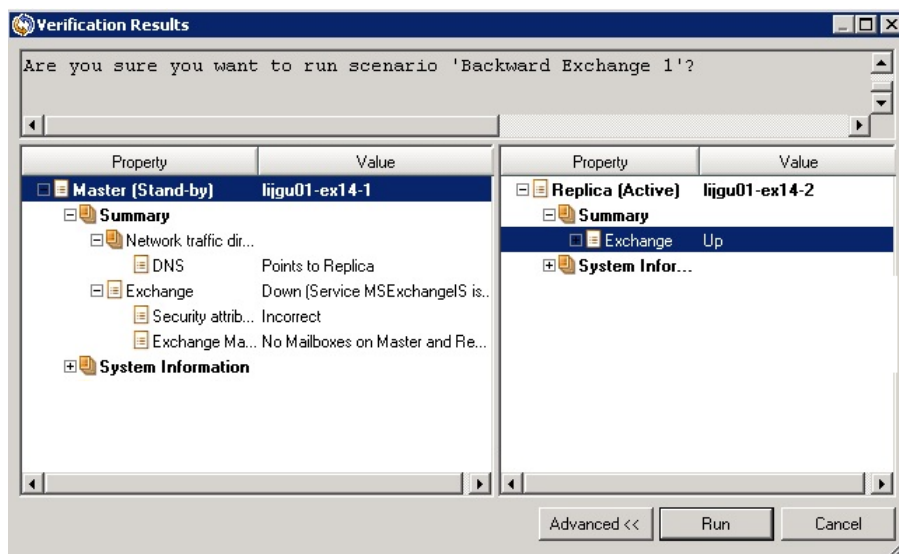 Verification Results
Are you sure you want to run scenario 'Backward Exchange 1'?
Property Value
Master (Stand-by) lijgu01-ex14-1
Summary
Network traffic dir...
DNS Points to Replica
Exchange Down (Service MSExchangeIS is..
Security attrib... Incorrect
Exchange Ma... No Mailboxes on Master and Re...
System Information
Property Value
Replica (Active) lijgu01-ex14-2
Summary
Exchange Up
System Infor...
Advanced << Run Cancel